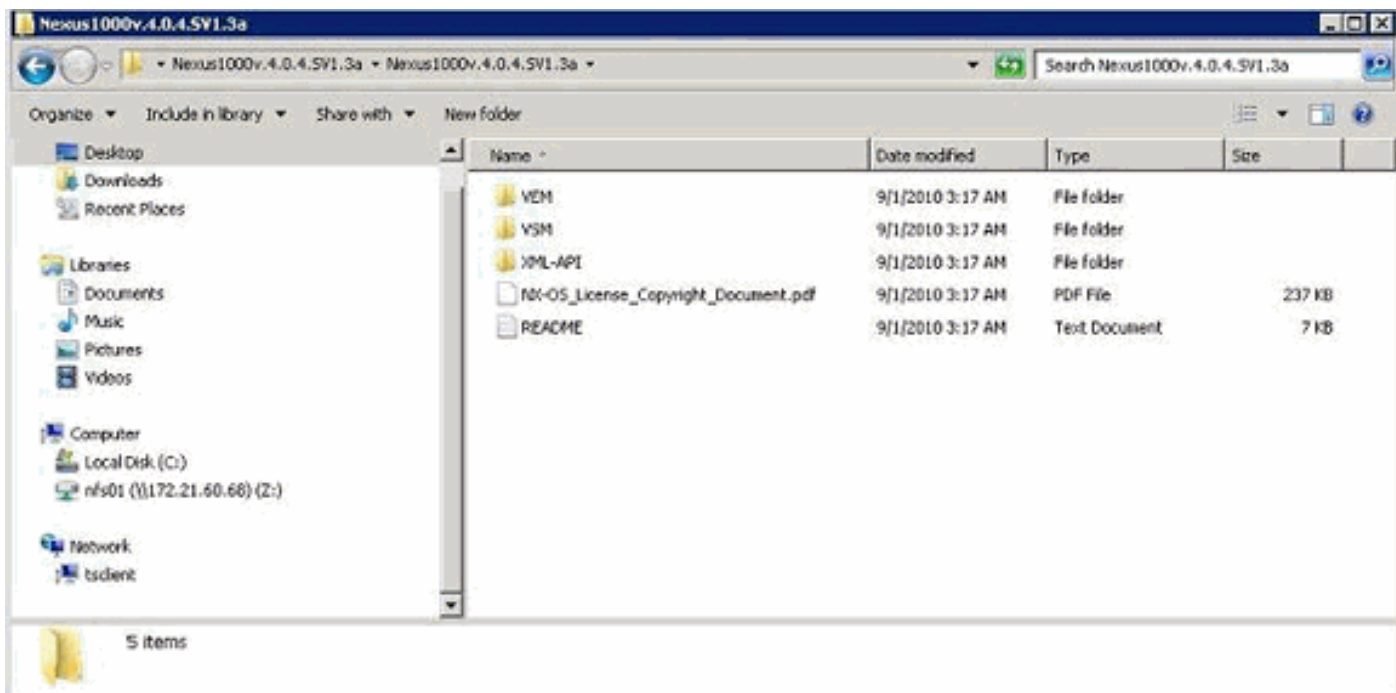 Nexus1000v.4.0.4.SV1.3a
Nexus1000v.4.0.4.SV1.3a Nexus1000v.4.0.4.SV1.3a
Search Nexus1000v.4.0.4.SV1.3a
Organize Include in library Share with New folder
Desktop
Downloads
Recent Places
Libraries
Documents
Music
Pictures
Videos
Computer
Local Disk (C:)
nfs01 (\\172.21.60.68) (Z:)
Network
tsclient
Name Date modified Type Size
VEM 9/1/2010 3:17 AM File folder
VSM 9/1/2010 3:17 AM File folder
XML-API 9/1/2010 3:17 AM File folder
NX-OS_License_Copyright_Document.pdf 9/1/2010 3:17 AM PDF File 237 KB
README 9/1/2010 3:17 AM Text Document 7 KB
5 items